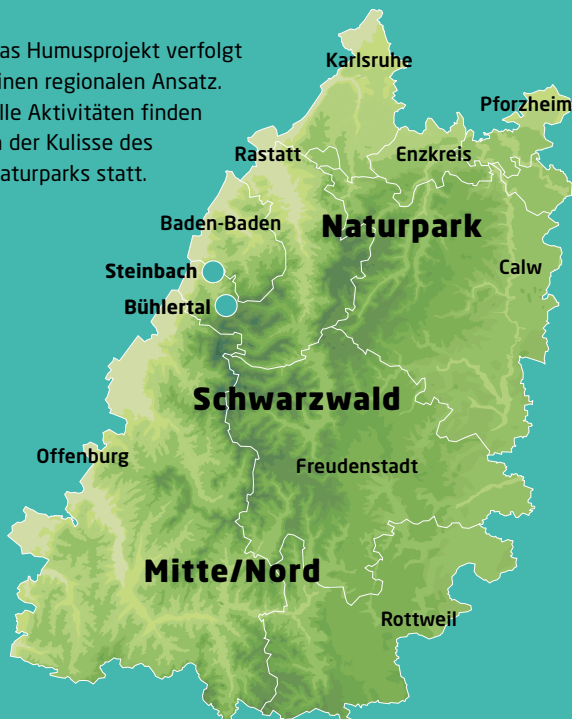 as Humusprojekt verfolgt
inen regionalen Ansatz.
lle Aktivitäten finden
n der Kulisse des
aturparks statt.
Karlsruhe
Pforzheim
Rastatt
Enzkreis
Baden-Baden
Naturpark
Steinbach
Calw
Bühlertal
Schwarzwald
Offenburg
Freudenstadt
Mitte/Nord
Rottweil